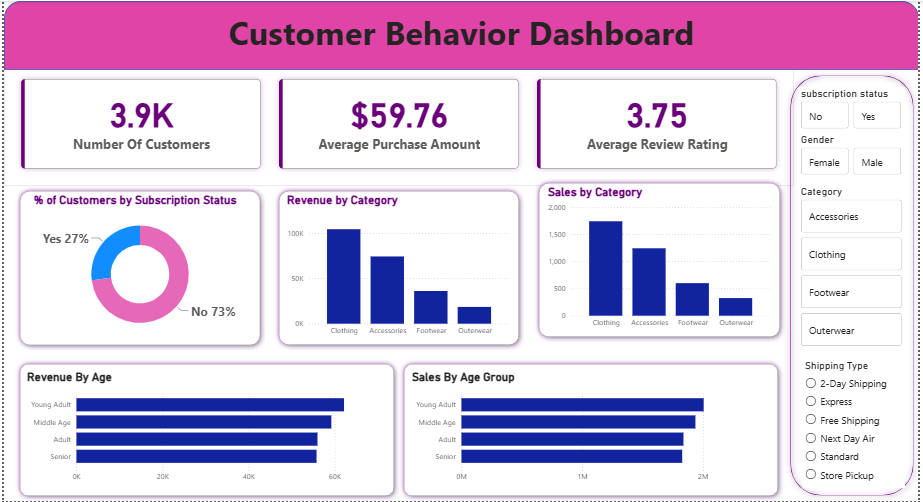 Customer Behavior Dashboard
3.9K
Number Of Customers
$59.76
Average Purchase Amount
3.75
Average Review Rating
% of Customers by Subscription Status
Yes 27%
No 73%
Revenue by Category
100K
50K
0K
Clothing Accessories Footwear Outerwear
Sales by Category
2,000
1,500
1,000
500
0
Clothing Accessories Footwear Outerwear
Revenue By Age
Young Adult
Middle Age
Adult
Senior
0K 20K 40K 60K
Sales By Age Group
Young Adult
Middle Age
Adult
Senior
0M 1M 2M
subscription status
No Yes
Gender
Female Male
Category
Accessories
Clothing
Footwear
Outerwear
Shipping Type
2-Day Shipping
Express
Free Shipping
Next Day Air
Standard
Store Pickup